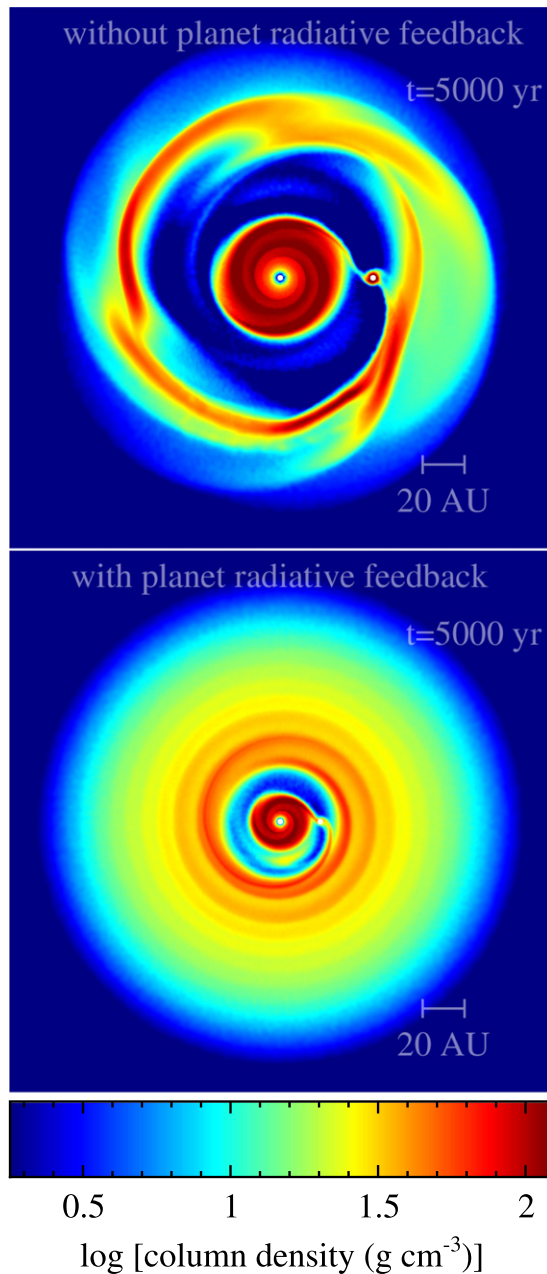 without planet radiative feedback
t=5000 yr
20 AU
with planet radiative feedback
t=5000 yr
20 AU
0.5 1 1.5 2
log [column density (g cm⁻³)]